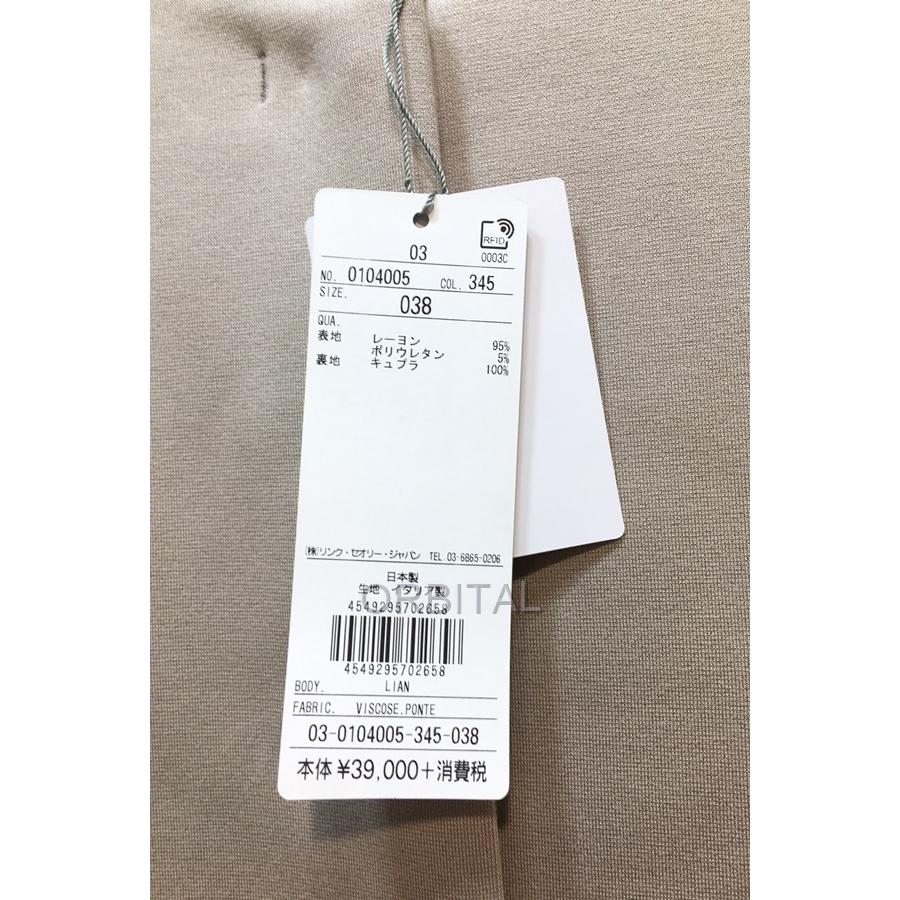 RFID
03 0003C
NO. 0104005 COL. 345
SIZE. 038
QUA.
表地 レーヨン 95%
ポリウレタン 5%
裏地 キュプラ 100%
(株)リンク・セオリー・ジャパン TEL.03-6865-0206
日本製
生地 イタリア製
ORBITAL
4549295702658
4549295702658
BODY. LIAN
FABRIC. VISCOSE.PONTE
03-0104005-345-038
本体¥39,000+消費税